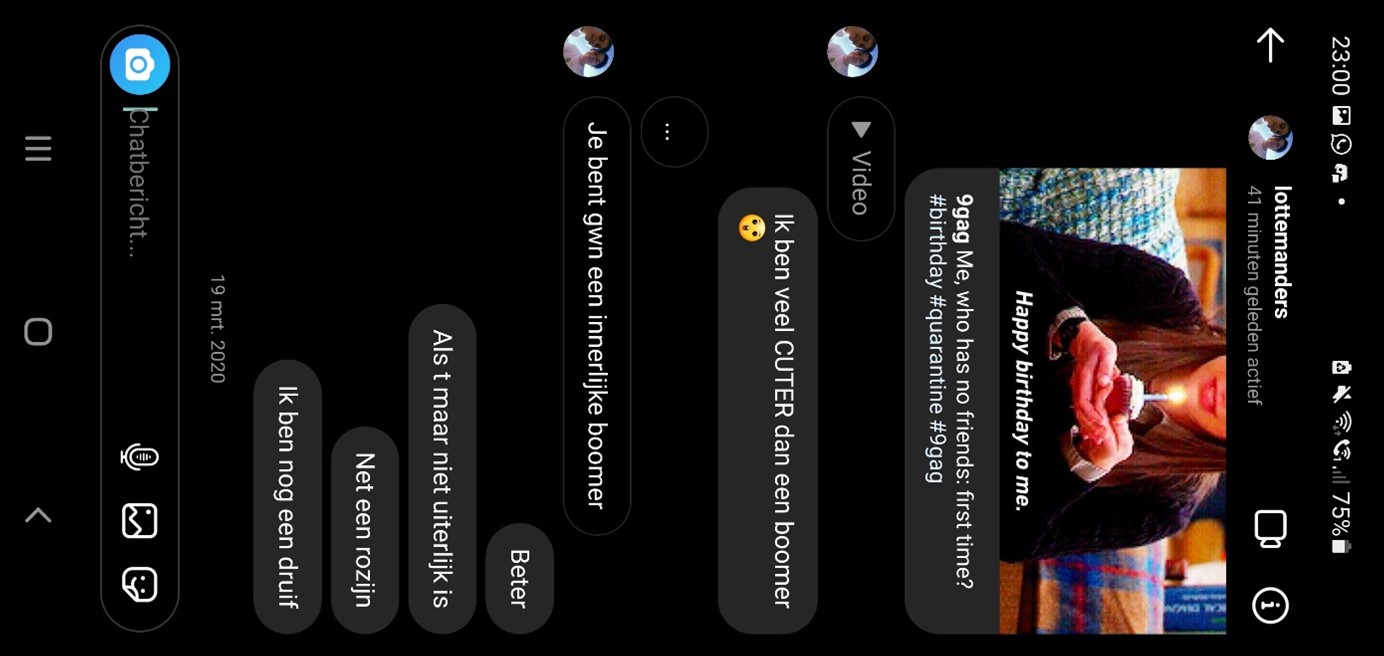 23:00
75%
lottemanders
41 minuten geleden actief
Happy birthday to me.
9gag Me, who has no friends: first time?
#birthday #quarantine #9gag
Video
Ik ben veel CUTER dan een boomer
😲
...
Je bent gwn een innerlijke boomer
Beter
Als t maar niet uiterlijk is
Net een rozijn
Ik ben nog een druif
19 mrt. 2020
Chatbericht...